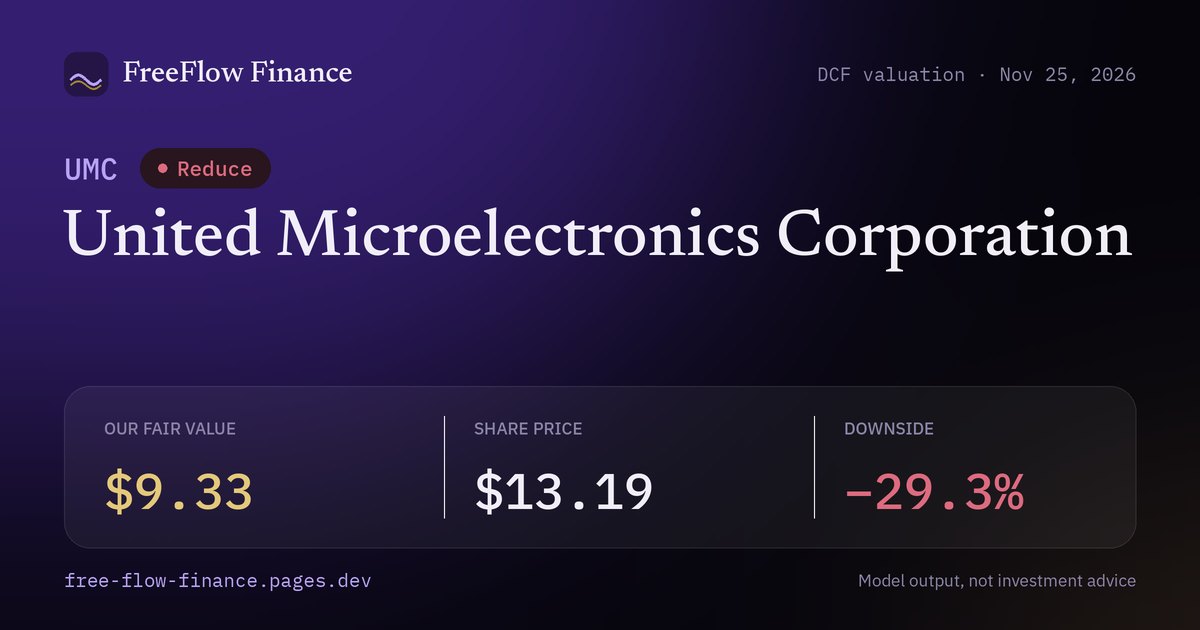 FreeFlow Finance
DCF valuation · Nov 25, 2026
UMC
Reduce
United Microelectronics Corporation
OUR FAIR VALUE
$9.33
SHARE PRICE
$13.19
DOWNSIDE
−29.3%
free-flow-finance.pages.dev
Model output, not investment advice